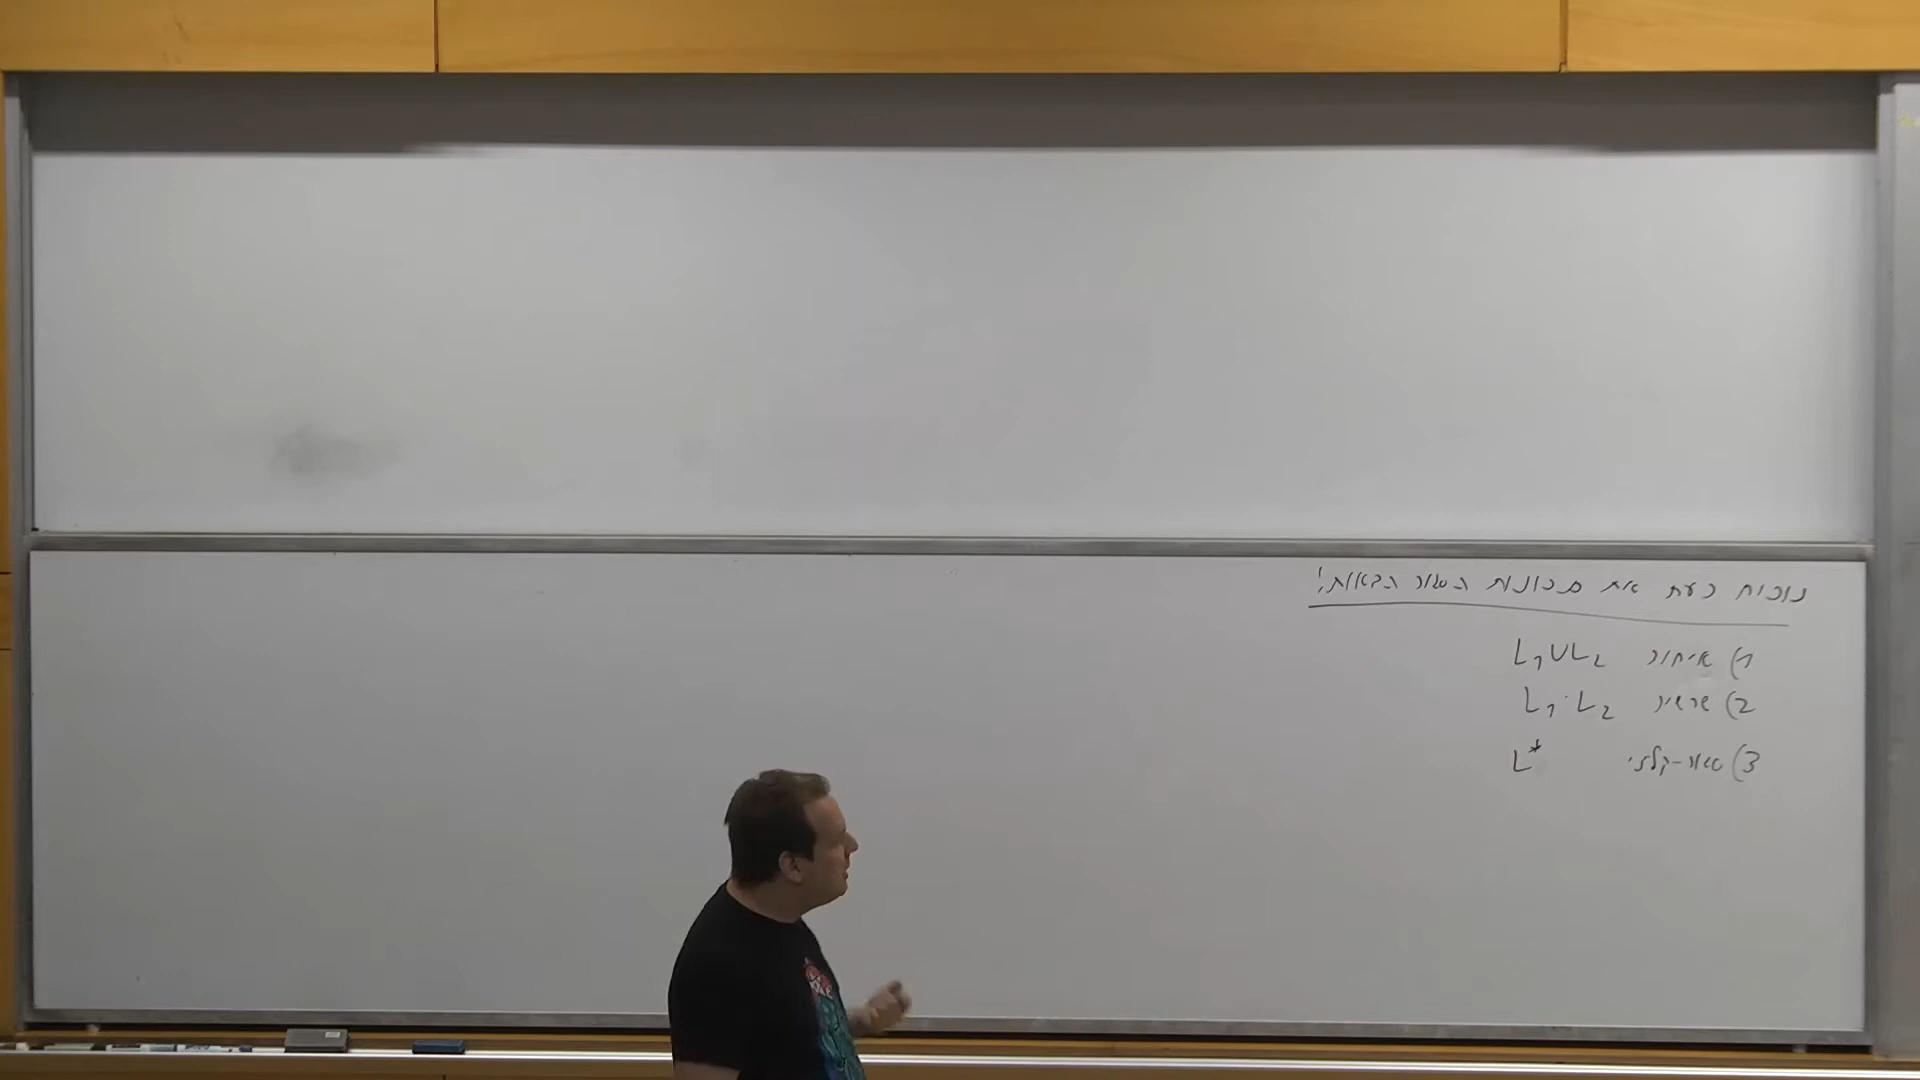 נוכיח כעת את תכונות הסגור הבאות:
1) איחוד L₁∪L₂
2) שרשור L₁·L₂
3) סגור-קליני L*